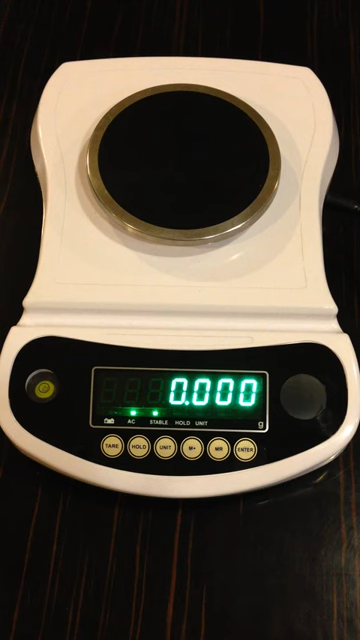 0.000
AC STABLE HOLD UNIT g
TARE HOLD UNIT M+ MR ENTER